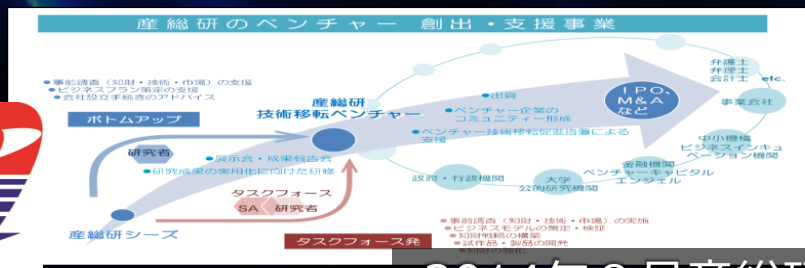 産総研のベンチャー 創出・支援事業
●事前調査（知財・技術・市場）の支援
●ビジネスプラン策定の支援
●会社設立手続きのアドバイス
ボトムアップ
研究者
●展示会・成果報告会
●研究成果の実用化に向けた研修
産総研
技術移転ベンチャー
●出資
●ベンチャー企業の
コミュニティー形成
●ベンチャー技術移転促進措置による
支援
IPO、
M&A
など
弁護士
弁理士
会計士 etc.
事業会社
中小機構
ビジネスインキュ
ベーション機関
金融機関
ベンチャーキャピタル
エンジェル
大学
公的研究機関
政府・行政機関
タスクフォース
SA 研究者
産総研シーズ
タスクフォース発
●事前調査（知財・技術・市場）の実施
●ビジネスモデルの策定・検証
●知財戦略の構築
●試作品・製品の開発
●知財の強化